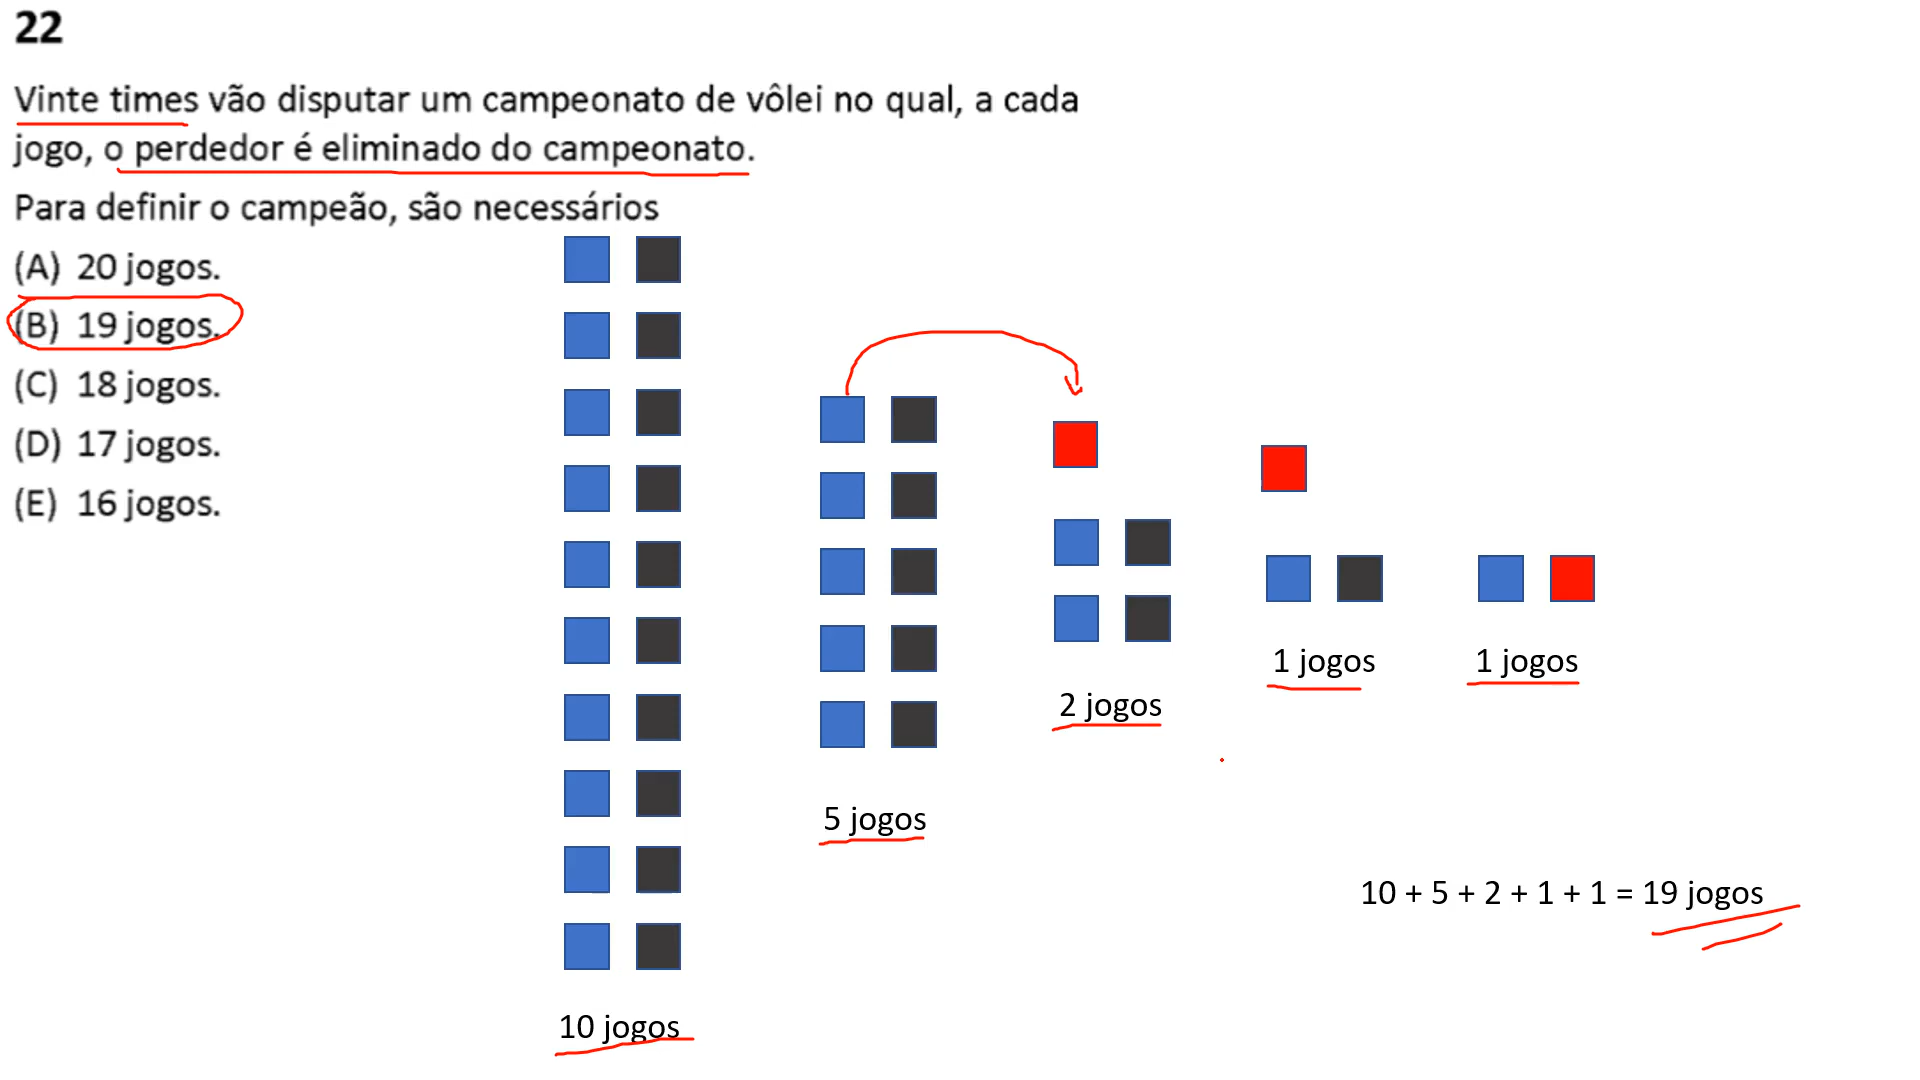 22
Vinte times vão disputar um campeonato de vôlei no qual, a cada
jogo, o perdedor é eliminado do campeonato.
Para definir o campeão, são necessários
(A) 20 jogos.
(B) 19 jogos.
(C) 18 jogos.
(D) 17 jogos.
(E) 16 jogos.
10 jogos
5 jogos
2 jogos
1 jogos
1 jogos
10 + 5 + 2 + 1 + 1 = 19 jogos